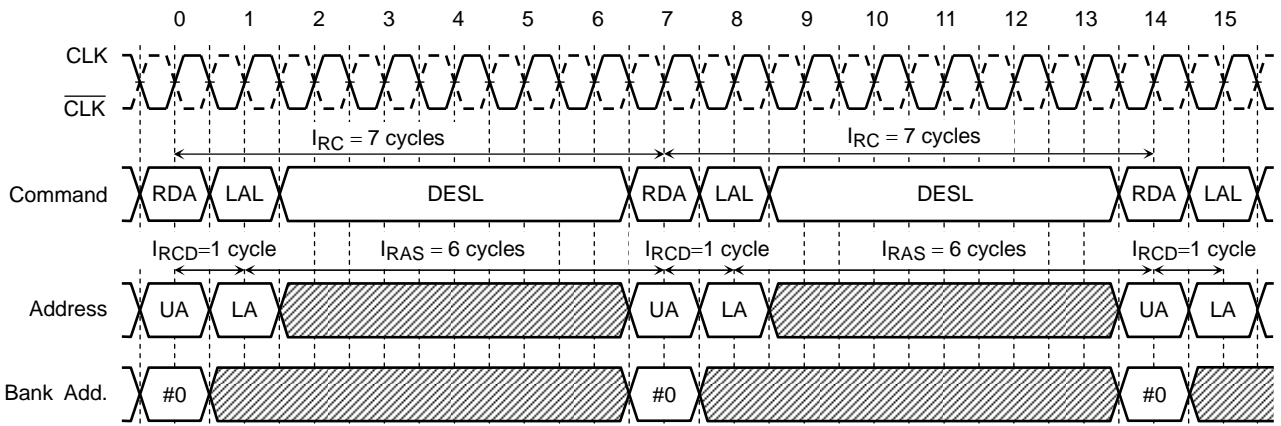 0 1 2 3 4 5 6 7 8 9 10 11 12 13 14 15
CLK
CLK
IRC = 7 cycles IRC = 7 cycles
Command RDA LAL DESL RDA LAL DESL RDA LAL
IRCD=1 cycle IRAS = 6 cycles IRCD=1 cycle IRAS = 6 cycles IRCD=1 cycle
Address UA LA UA LA UA LA
Bank Add. #0 #0 #0